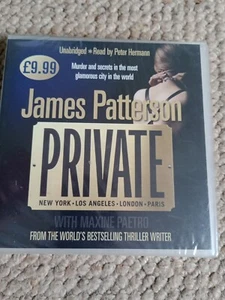 Unabridged • Read by Peter Hermann
£9.99
Murder and secrets in the most
glamorous city in the world
James Patterson
PRIVATE
NEW YORK • LOS ANGELES • LONDON • PARIS
WITH MAXINE PAETRO
FROM THE WORLD'S BESTSELLING THRILLER WRITER